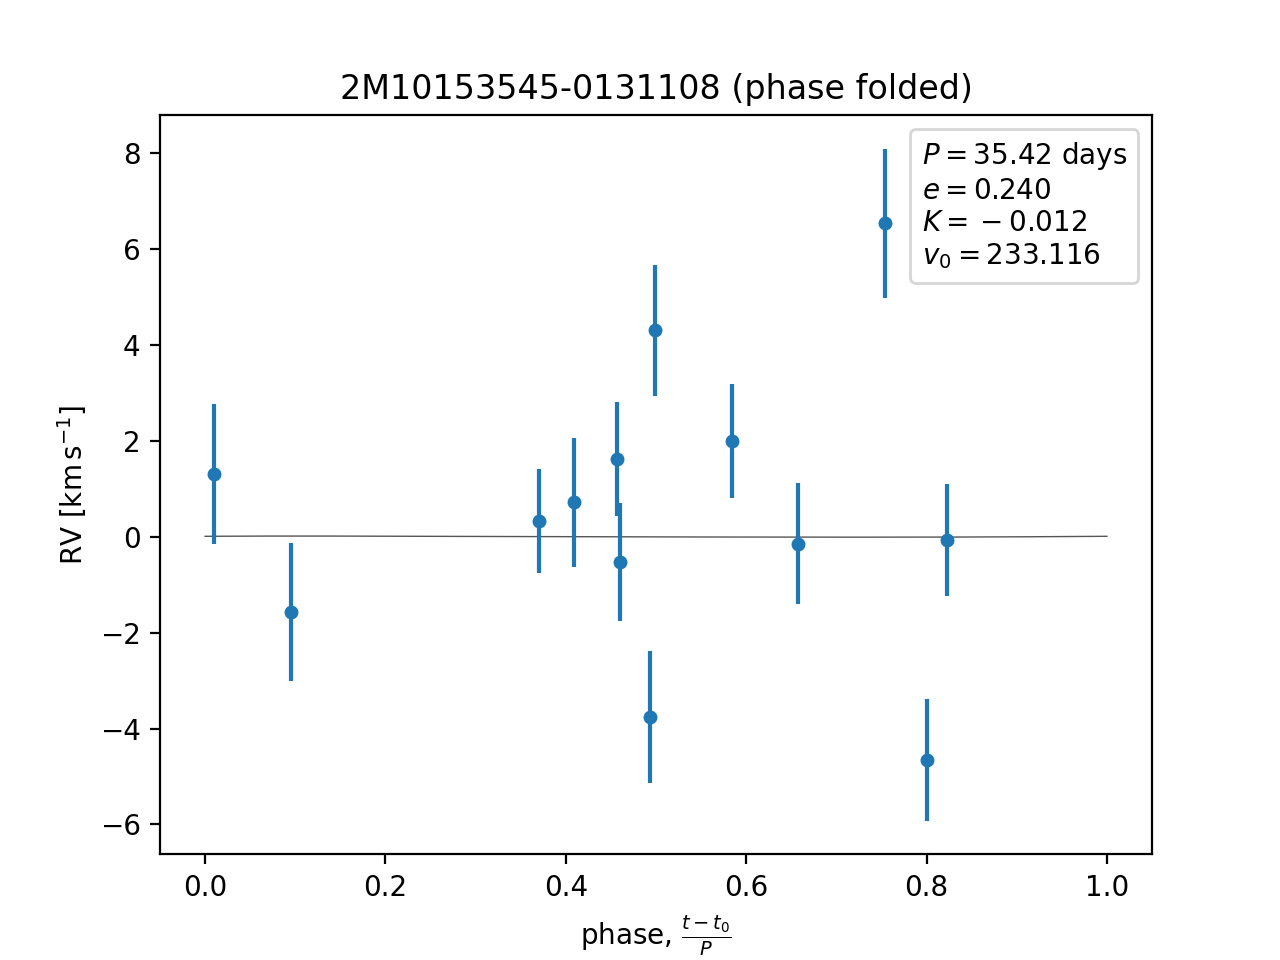 2M10153545-0131108 (phase folded)
P = 35.42 days
e = 0.240
K = −0.012
v₀ = 233.116
RV [km s⁻¹]
8
6
4
2
0
−2
−4
−6
0.0 0.2 0.4 0.6 0.8 1.0
phase, (t − t₀)/P